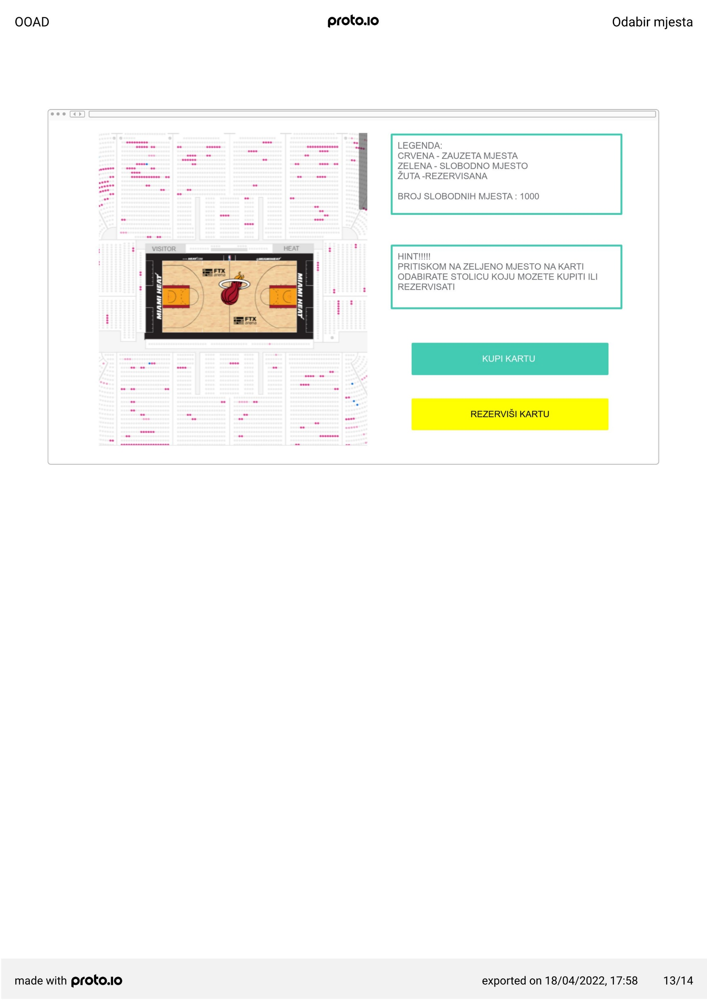 OOAD
proto.io
Odabir mjesta
VISITOR
HEAT
HEAT.COM
@MIAMIHEAT
FTX
arena
MIAMI HEAT
MIAMI HEAT
FTX
arena
LEGENDA:
CRVENA - ZAUZETA MJESTA
ZELENA - SLOBODNO MJESTO
ŽUTA -REZERVISANA
BROJ SLOBODNIH MJESTA : 1000
HINT!!!!!
PRITISKOM NA ZELJENO MJESTO NA KARTI
ODABIRATE STOLICU KOJU MOZETE KUPITI ILI
REZERVISATI
KUPI KARTU
REZERVIŠI KARTU
made with proto.io
exported on 18/04/2022, 17:58
13/14